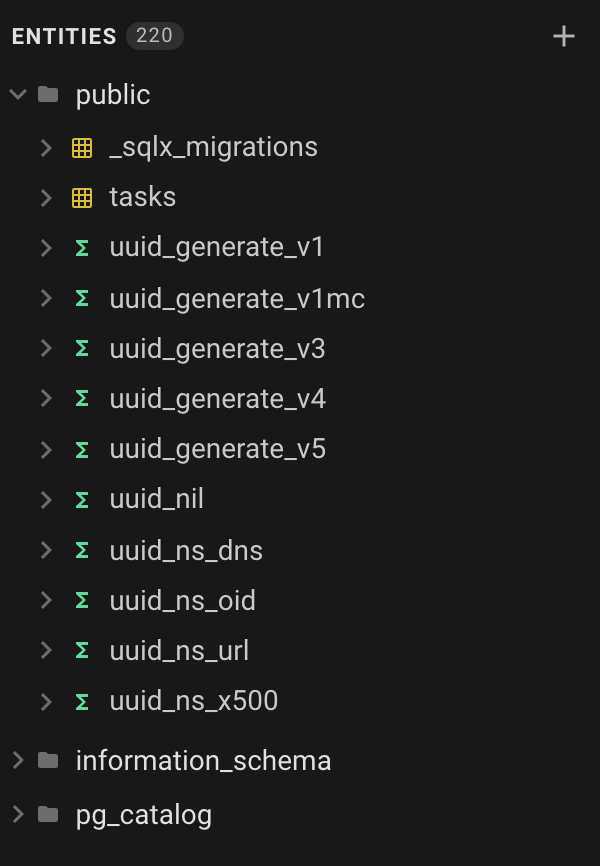 ENTITIES 220
public
_sqlx_migrations
tasks
uuid_generate_v1
uuid_generate_v1mc
uuid_generate_v3
uuid_generate_v4
uuid_generate_v5
uuid_nil
uuid_ns_dns
uuid_ns_oid
uuid_ns_url
uuid_ns_x500
information_schema
pg_catalog